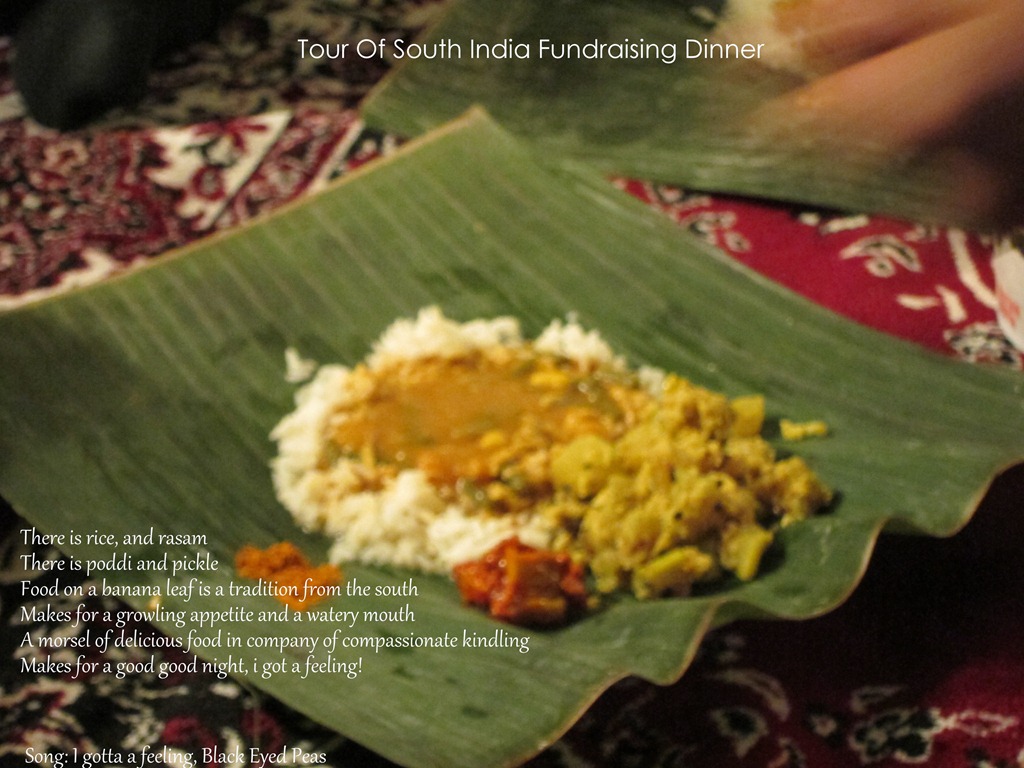 Tour Of South India Fundraising Dinner
There is rice, and rasam
There is poddi and pickle
Food on a banana leaf is a tradition from the south
Makes for a growling appetite and a watery mouth
A morsel of delicious food in company of compassionate kindling
Makes for a good good night, i got a feeling!
Song: I gotta a feeling, Black Eyed Peas